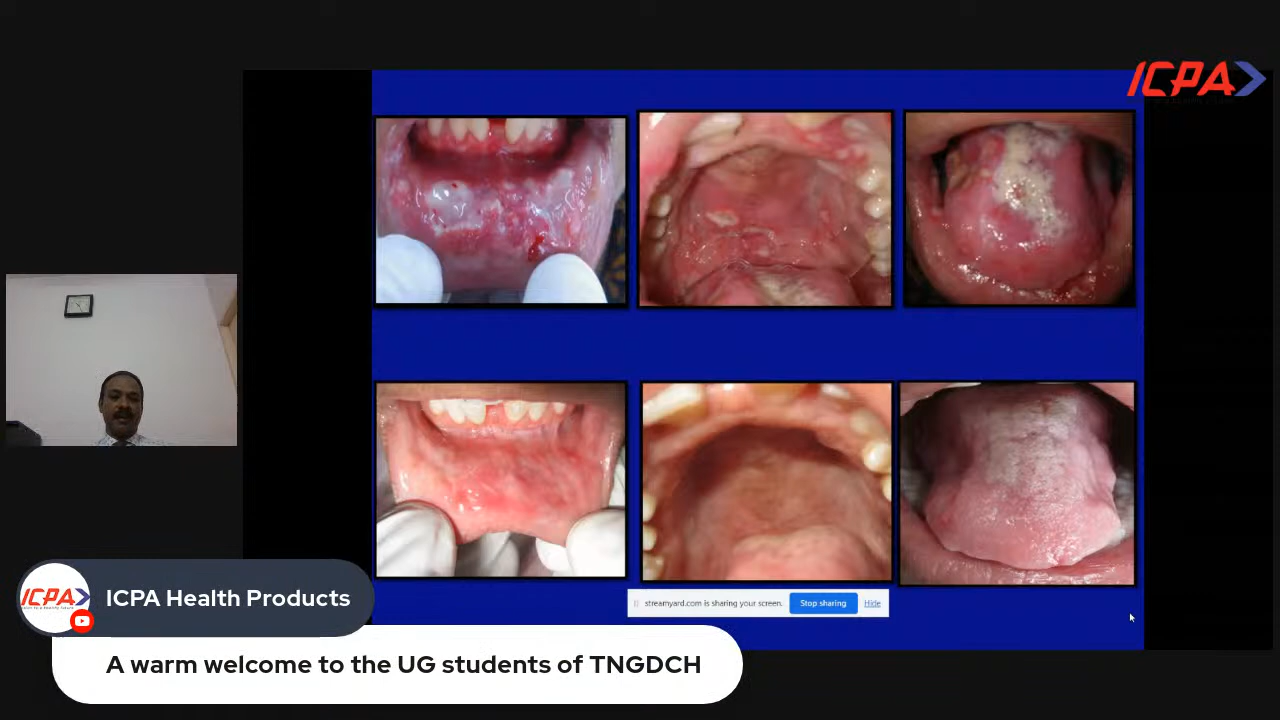 ICPA
streamyard.com is sharing your screen. Stop sharing Hide
ICPA
ICPA Health Products
A warm welcome to the UG students of TNGDCH